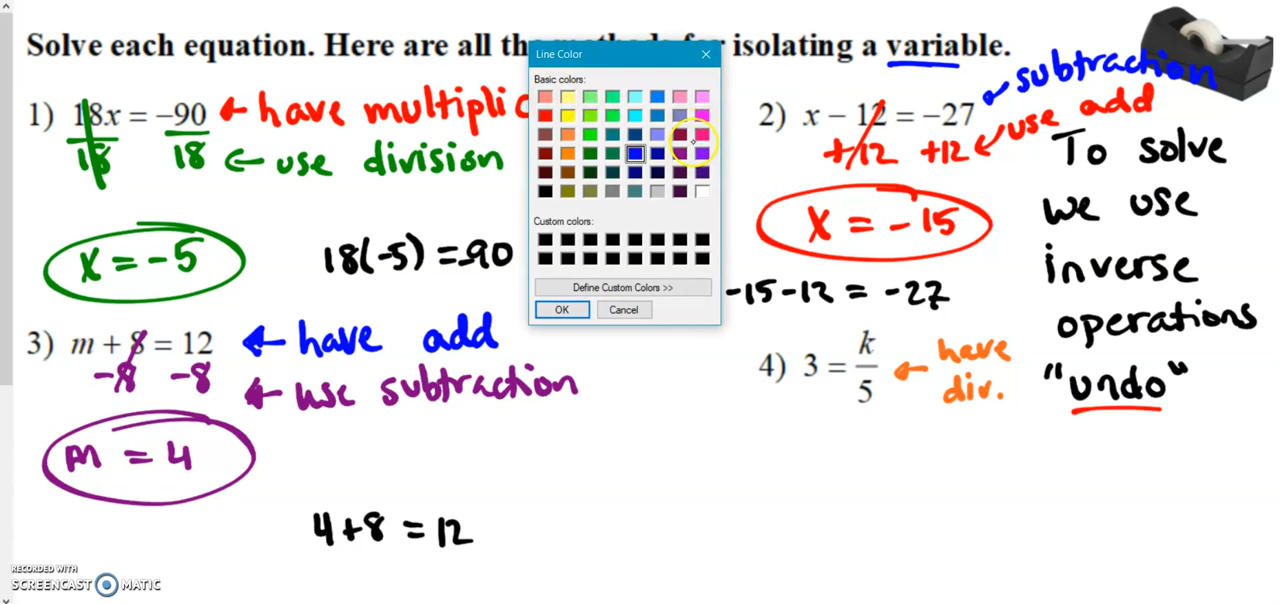 Solve each equation. Here are all the for isolating a variable.
1) 18x = -90 ← have multiplic
18 18 ← use division
x = -5
18(-5) = -90
2) x - 12 = -27 ← subtraction
+12 +12 ← use add
x = -15
-15-12 = -27
3) m + 8 = 12 ← have add
-8 -8 ← use subtraction
m = 4
4+8 = 12
4) 3 = k/5 ← have
div.
To solve
we use
inverse
operations
"undo"
Line Color
Basic colors:
Custom colors:
Define Custom Colors >>
OK Cancel
RECORDED WITH
SCREENCAST MATIC